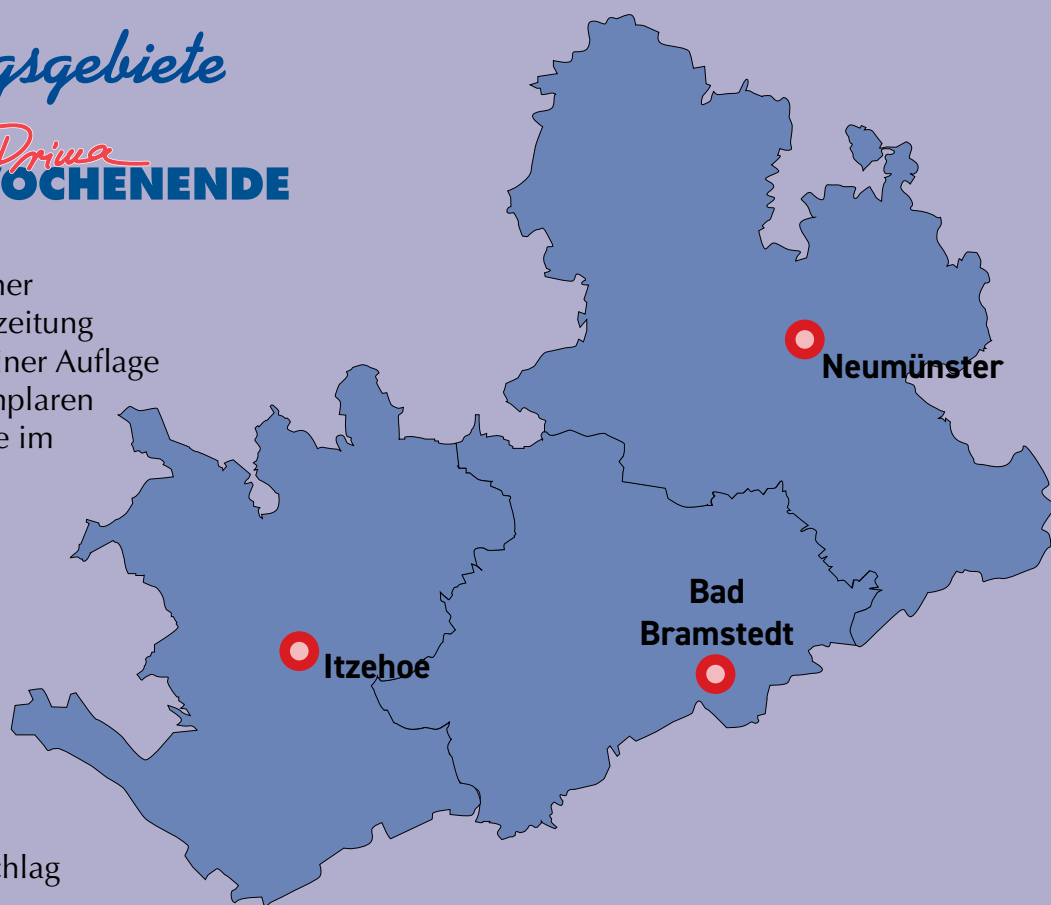 gsgebiete
Prima
OCHENENDE
ner
zeitung
iner Auflage
nplaren
e im
Neumünster
Bad
Bramstedt
Itzehoe
chlag